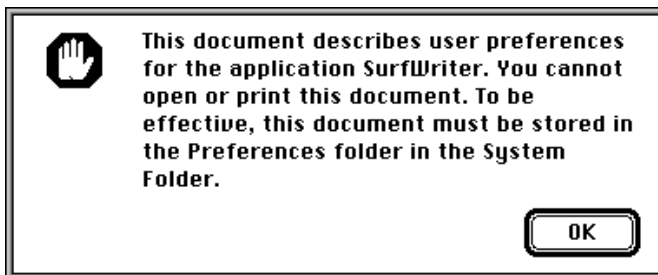 This document describes user preferences
for the application SurfWriter. You cannot
open or print this document. To be
effective, this document must be stored in
the Preferences folder in the System
Folder.
OK